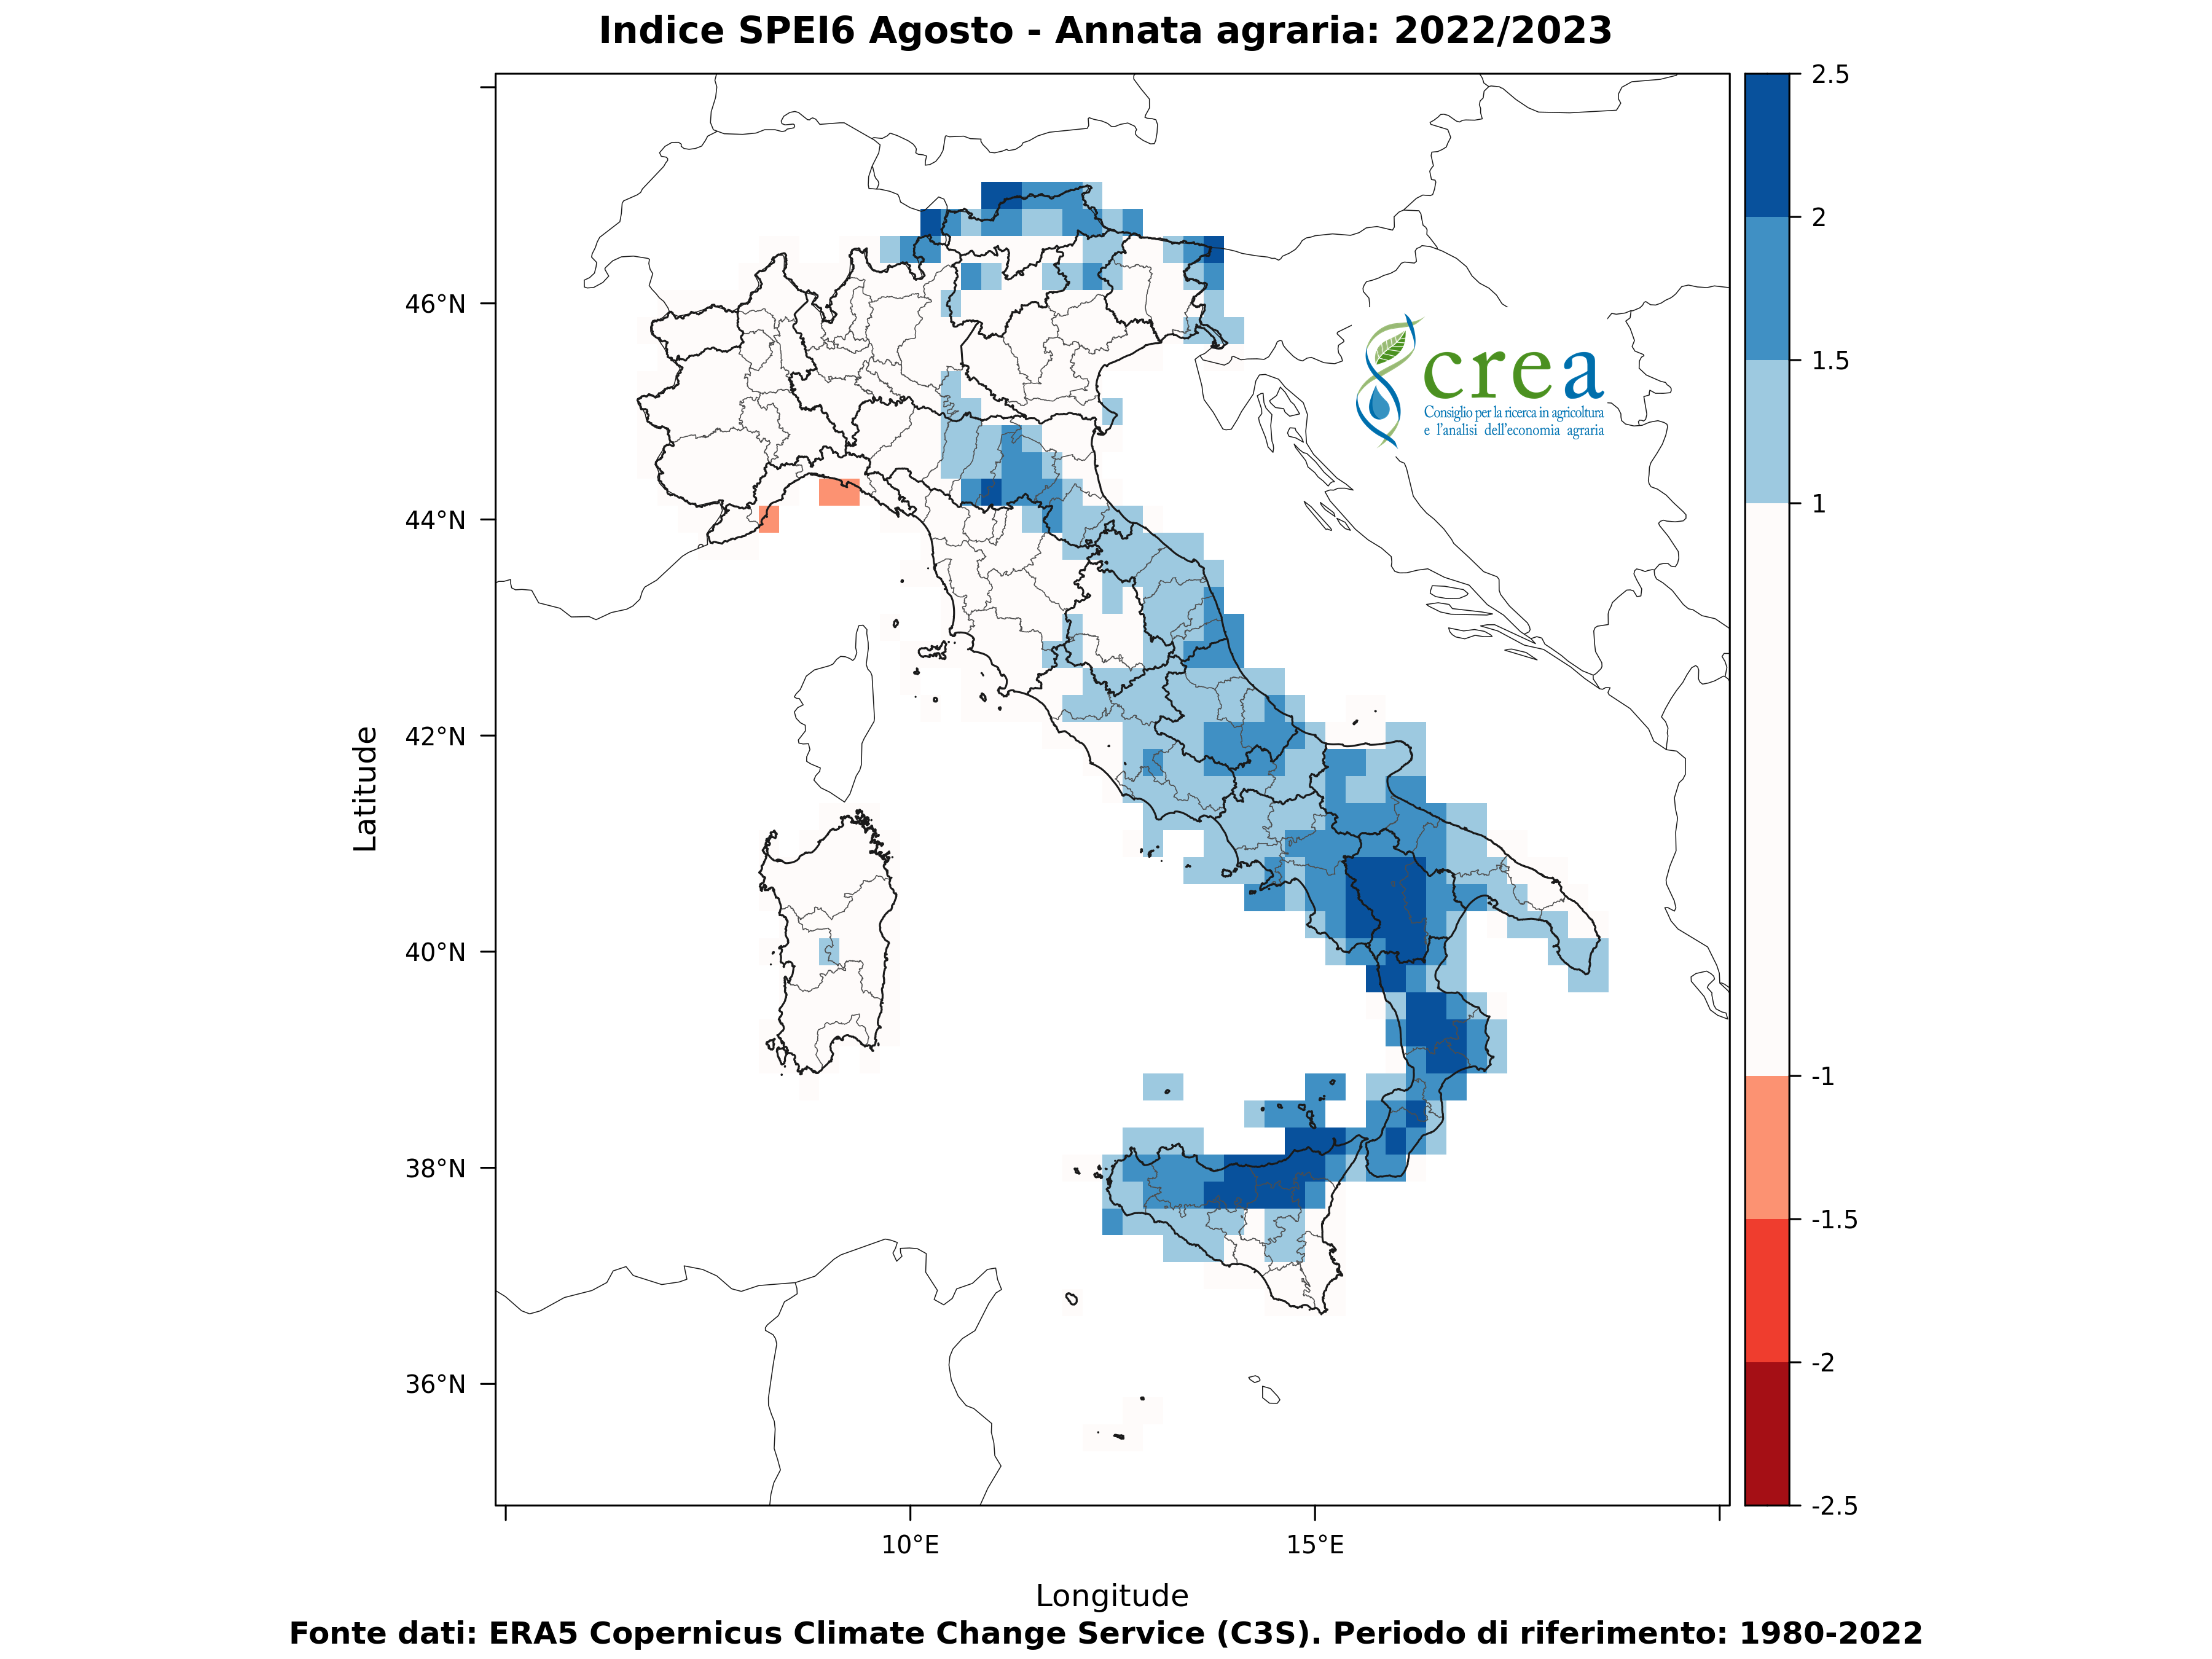 Indice SPEI6 Agosto - Annata agraria: 2022/2023
2.5
2
1.5
1
-1
-1.5
-2
-2.5
46°N
44°N
42°N
40°N
38°N
36°N
Latitude
crea
Consiglio per la ricerca in agricoltura
e l'analisi dell'economia agraria
10°E 15°E
Longitude
Fonte dati: ERA5 Copernicus Climate Change Service (C3S). Periodo di riferimento: 1980-2022